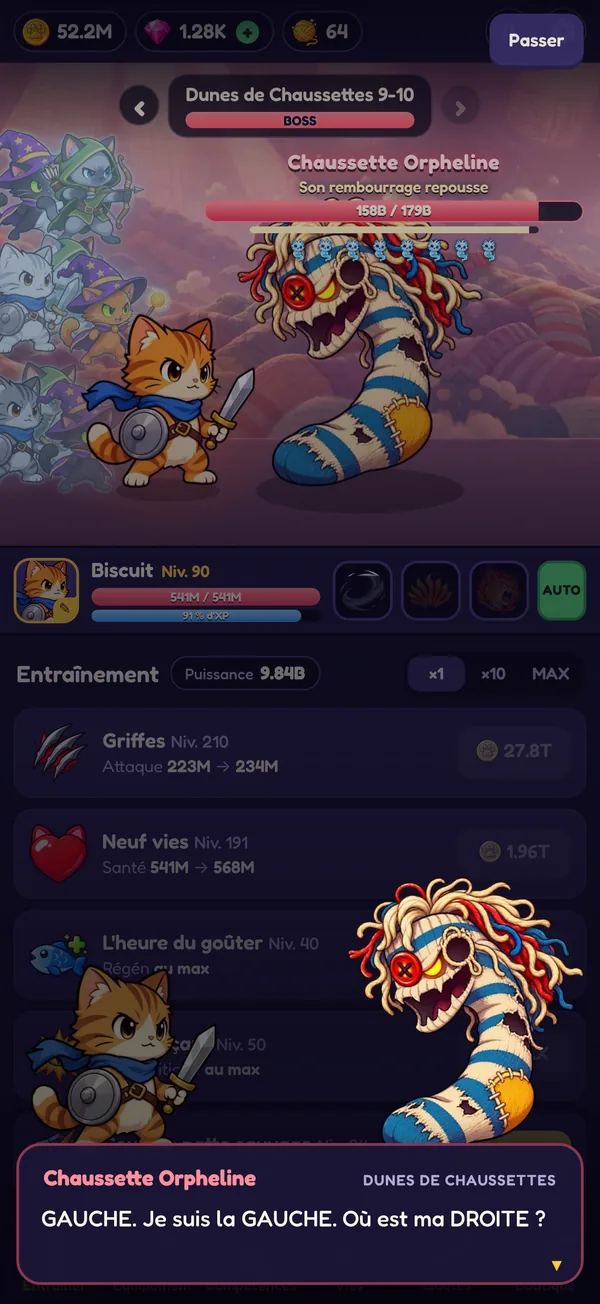 52.2M
1.28K
64
Passer
Dunes de Chaussettes 9-10
BOSS
Chaussette Orpheline
Son rembourrage repousse
158B / 179B
Biscuit Niv. 90
541M / 541M
91 % d'XP
AUTO
Entraînement
Puissance 9.84B
x1
x10
MAX
Griffes Niv. 210
Attaque 223M → 234M
27.8T
Neuf vies Niv. 191
Santé 541M → 568M
1.96T
L'heure du goûter Niv. 40
Régén au max
Niv. 50
au max
Chaussette Orpheline
DUNES DE CHAUSSETTES
GAUCHE. Je suis la GAUCHE. Où est ma DROITE ?